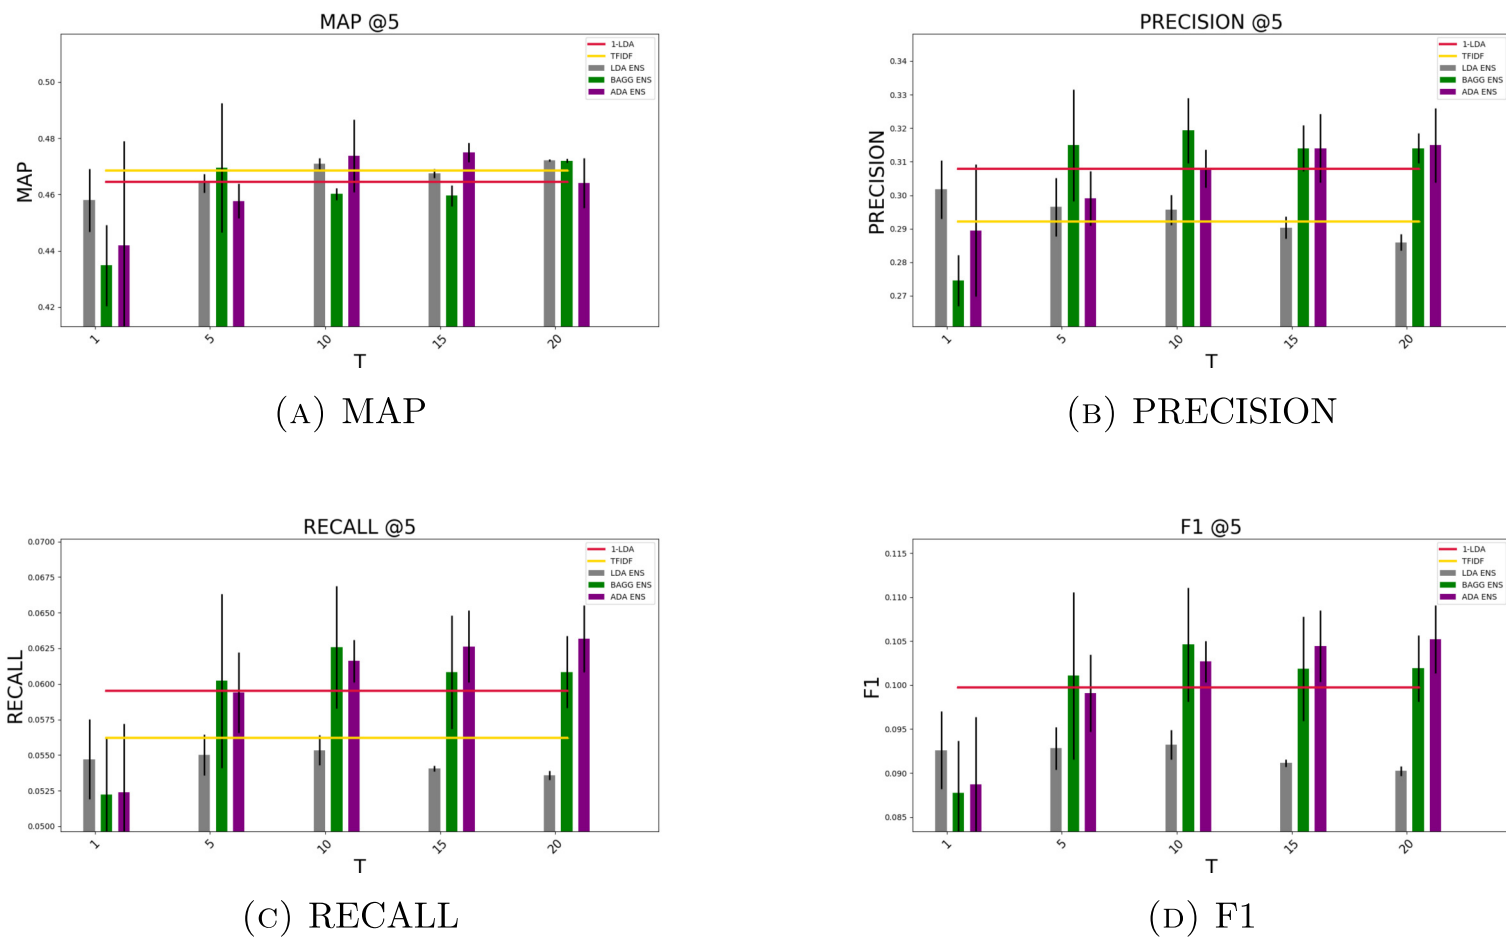 MAP @5
0.50
0.48
0.46
0.44
0.42
MAP
1-LDA
TFIDF
LDA ENS
BAGG ENS
ADA ENS
1
5
10
15
20
T
(A) MAP
PRECISION @5
0.34
0.33
0.32
0.31
0.30
0.29
0.28
0.27
PRECISION
1-LDA
TFIDF
LDA ENS
BAGG ENS
ADA ENS
1
5
10
15
20
T
(B) PRECISION
RECALL @5
0.0700
0.0675
0.0650
0.0625
0.0600
0.0575
0.0550
0.0525
0.0500
RECALL
1-LDA
TFIDF
LDA ENS
BAGG ENS
ADA ENS
1
5
10
15
20
T
(C) RECALL
F1 @5
0.115
0.110
0.105
0.100
0.095
0.090
0.085
F1
1-LDA
TFIDF
LDA ENS
BAGG ENS
ADA ENS
1
5
10
15
20
T
(D) F1